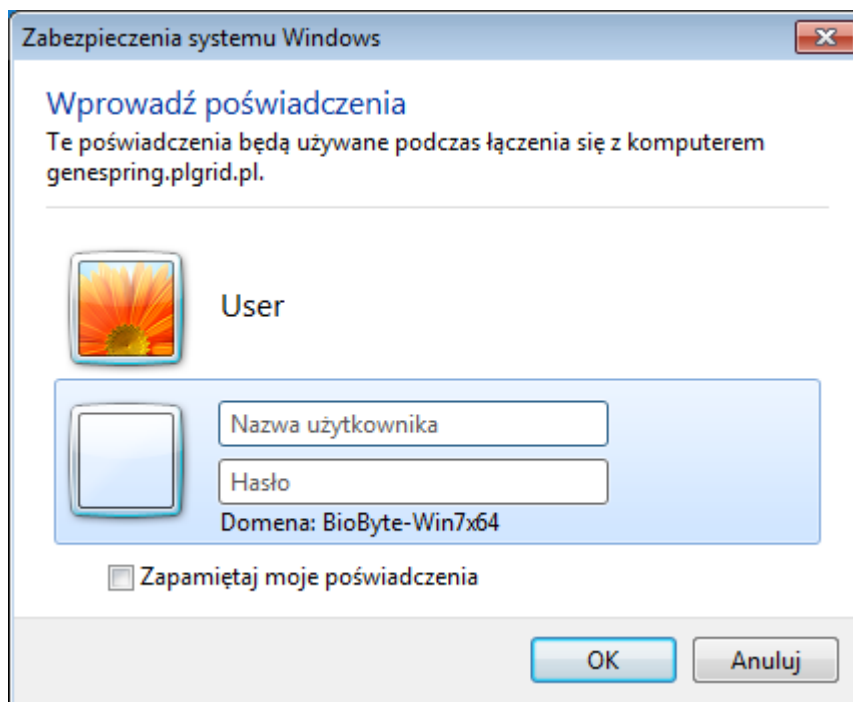 Zabezpieczenia systemu Windows
Wprowadź poświadczenia
Te poświadczenia będą używane podczas łączenia się z komputerem
genespring.plgrid.pl.
User
Nazwa użytkownika
Hasło
Domena: BioByte-Win7x64
Zapamiętaj moje poświadczenia
OK Anuluj